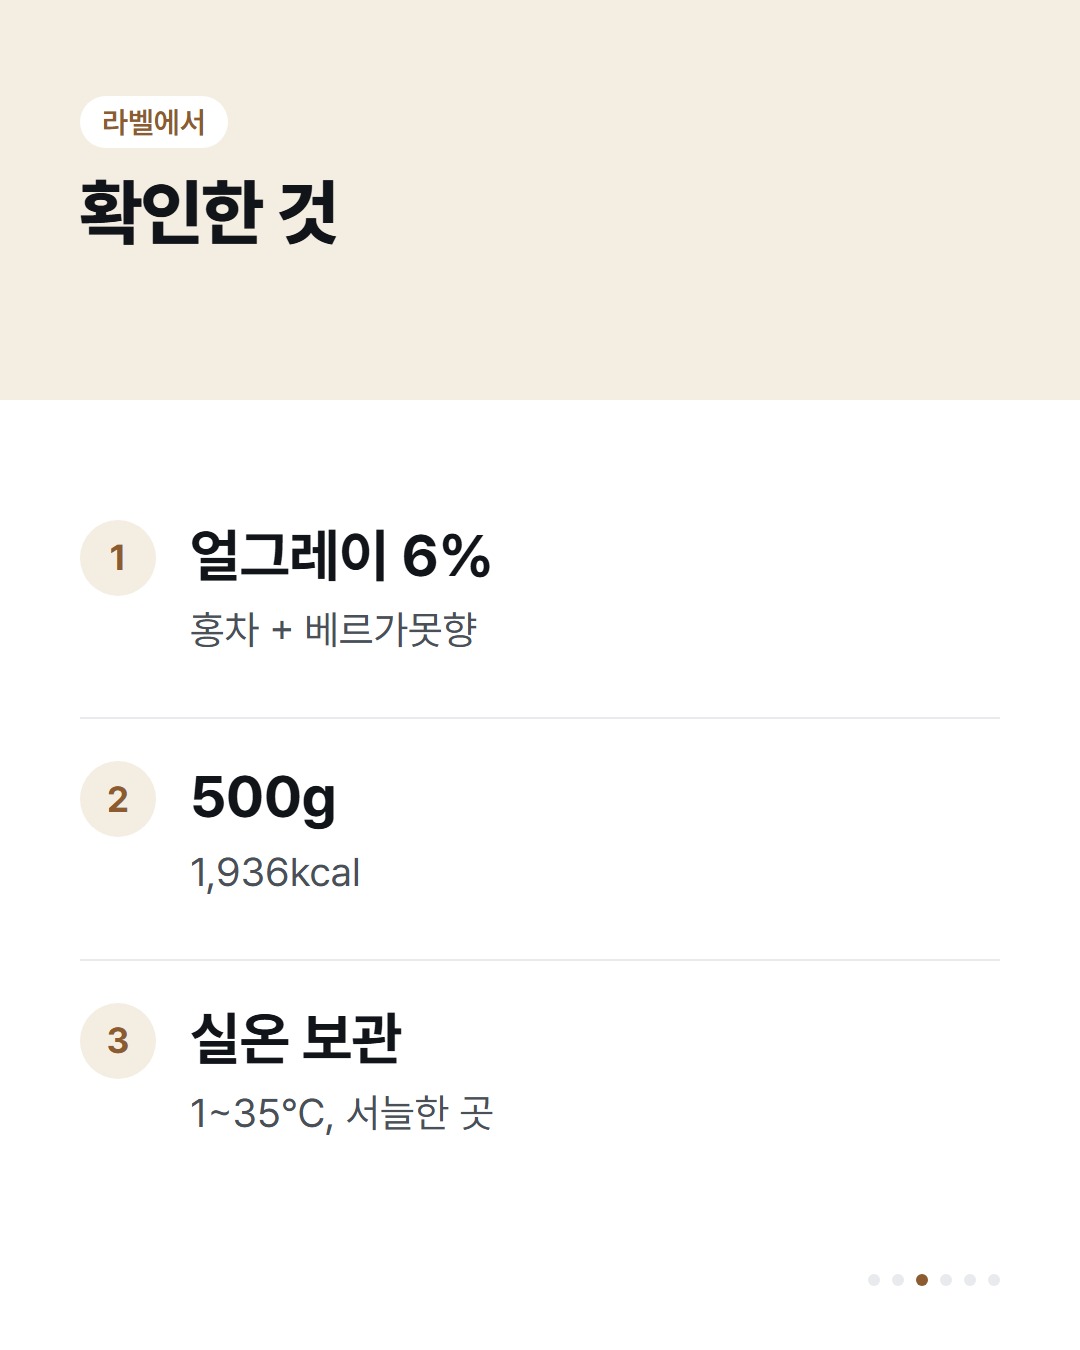 라벨에서
확인한 것
1
얼그레이 6%
홍차 + 베르가못향
2
500g
1,936kcal
3
실온 보관
1~35°C, 서늘한 곳